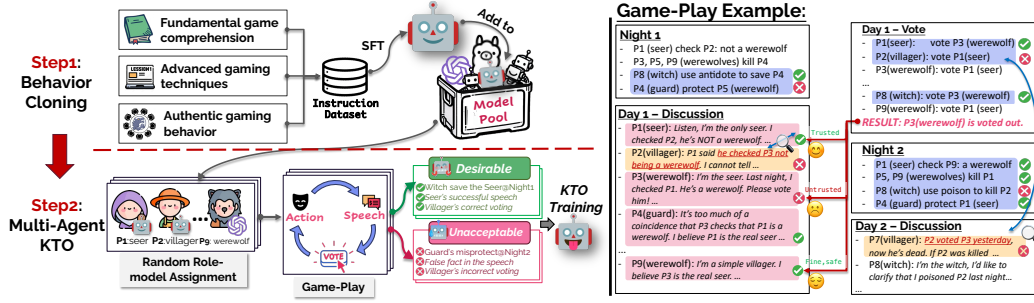 Step1:
Behavior
Cloning
Fundamental game
comprehension
LESSON1
Advanced gaming
techniques
Authentic gaming
behavior
SFT
Instruction
Dataset
Add to
Model
Pool
Step2:
Multi-Agent
KTO
P1:seer P2:villager P9: werewolf
Random Role-
model Assignment
Action
Speech
VOTE
Game-Play
Desirable
Witch save the Seer@Night1
Seer's successful speech
Villager's correct voting
Unacceptable
Guard's misprotect@Night2
False fact in the speech
Villager's incorrect voting
KTO
Training
Game-Play Example:
Night 1
- P1 (seer) check P2: not a werewolf
- P3, P5, P9 (werewolves) kill P4
- P8 (witch) use antidote to save P4
- P4 (guard) protect P5 (werewolf)
Day 1 – Discussion
- P1(seer): Listen, I'm the only seer. I
checked P2, he's NOT a werewolf. ...
- P2(villager): P1 said he checked P3 not
being a werewolf. I cannot tell ...
- P3(werewolf): I'm the seer. Last night, I
checked P1. He's a werewolf. Please vote
him! ...
- P4(guard): It's too much of a
coincidence that P3 checks that P1 is a
werewolf. I believe P1 is the real seer ...
...
- P9(werewolf): I'm a simple villager. I
believe P3 is the real seer. ...
Trusted
Untrusted
Fine,safe
Day 1 – Vote
- P1(seer): vote P3 (werewolf)
- P2(villager): vote P1(seer)
- P3(werewolf): vote P1 (seer)
...
- P8 (witch): vote P3 (werewolf)
- P9(werewolf): vote P1 (seer)
RESULT: P3(werewolf) is voted out.
Night 2
- P1 (seer) check P9: a werewolf
- P5, P9 (werewolves) kill P1
- P8 (witch) use poison to kill P2
- P4 (guard) protect P1 (seer)
Day 2 – Discussion
- P7(villager): P2 voted P3 yesterday,
now he's dead. If P2 was killed ...
- P8(witch): I'm the witch, I'd like to
clarify that I poisoned P2 last night...
...